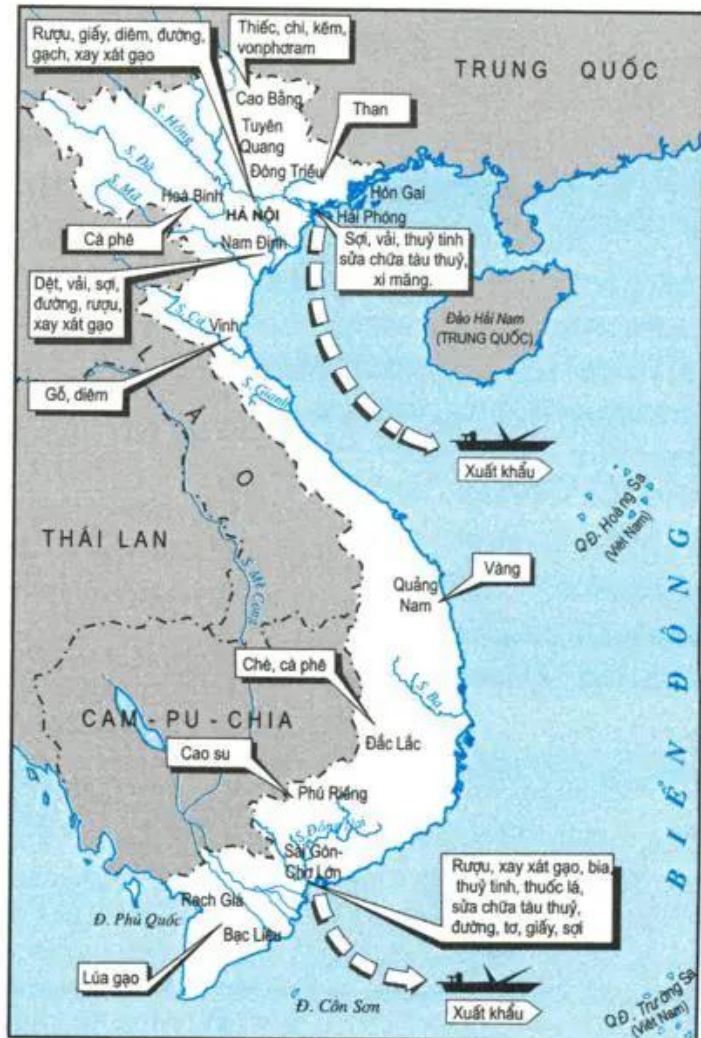 Rượu, giấy, diêm, đường,
gạch, xay xát gạo
Thiếc, chì, kẽm,
vonphơram
TRUNG QUỐC
Cao Bằng
Than
Tuyên
Quang
Đông Triều
S. Hồng
S. Đà
S. Mã
Hoà Bình
HÀ NỘI
Hòn Gai
Hải Phòng
Cà phê
Nam Định
Sợi, vải, thuỷ tinh
sửa chữa tàu thuỷ,
xi măng.
Dệt, vải, sợi,
đường, rượu,
xay xát gạo
Đảo Hải Nam
(TRUNG QUỐC)
S. Cả
Vinh
Gỗ, diêm
S. Gianh
LÀO
Xuất khẩu
QĐ. Hoàng Sa
(Việt Nam)
THÁI LAN
S. Mê Công
Quảng
Nam
Vàng
Chè, cà phê
S. Ba
CAM - PU - CHIA
Đắc Lắc
Cao su
Phú Riềng
S. Đồng Nai
Sài Gòn-
Chợ Lớn
BIỂN ĐÔNG
Rượu, xay xát gạo, bia,
thuỷ tinh, thuốc lá,
sửa chữa tàu thuỷ,
đường, tơ, giấy, sợi
Đ. Phú Quốc
Rạch Giá
Bạc Liêu
Lúa gạo
Đ. Côn Sơn
Xuất khẩu
QĐ. Trường Sa
(Việt Nam)